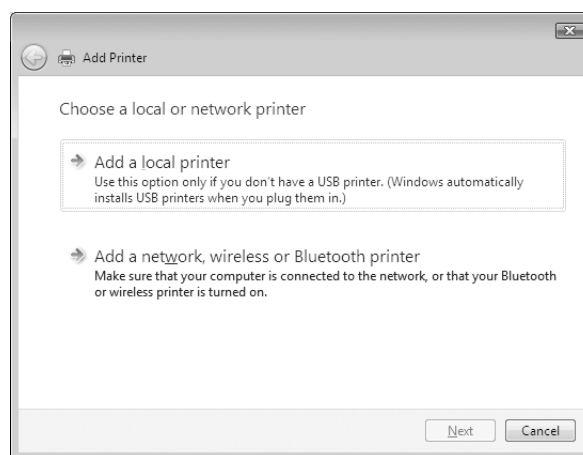 Add Printer
Choose a local or network printer
Add a local printer
Use this option only if you don't have a USB printer. (Windows automatically
installs USB printers when you plug them in.)
Add a network, wireless or Bluetooth printer
Make sure that your computer is connected to the network, or that your Bluetooth
or wireless printer is turned on.
Next Cancel